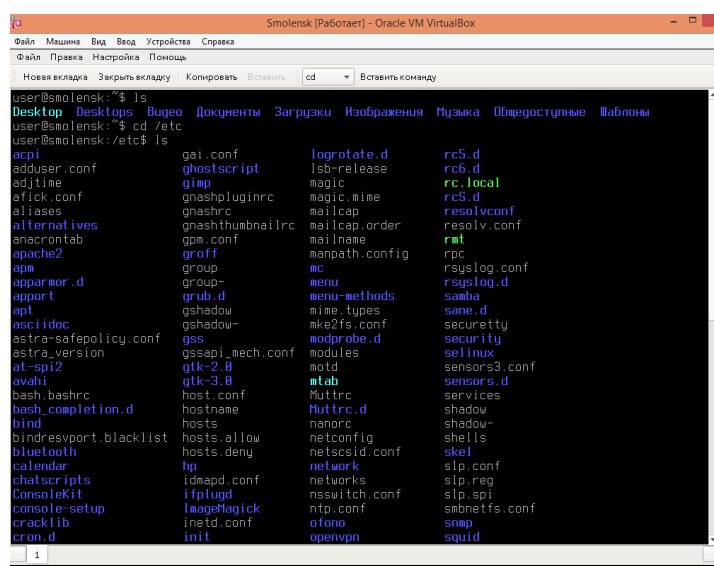 Smolensk [Работает] - Oracle VM VirtualBox
Файл Машина Вид Ввод Устройства Справка
Файл Правка Настройка Помощь
Новая вкладка Закрыть вкладку Копировать Вставить cd Вставить команду
user@smolensk:~$ ls
Desktop Desktops Видео Документы Загрузки Изображения Музыка Общедоступные Шаблоны
user@smolensk:~$ cd /etc
user@smolensk:/etc$ ls
acpi gai.conf logrotate.d rc5.d
adduser.conf ghostscript lsb-release rc6.d
adjtime gimp magic rc.local
afick.conf gnashpluginrc magic.mime rcS.d
aliases gnashrc mailcap resolvconf
alternatives gnashthumbnailrc mailcap.order resolv.conf
anacrontab gpm.conf mailname rmt
apache2 groff manpath.config rpc
apm group mc rsyslog.conf
apparmor.d group- menu rsyslog.d
apport grub.d menu-methods samba
apt gshadow mime.types sane.d
asciidoc gshadow- mke2fs.conf securetty
astra-safepolicy.conf gss modprobe.d security
astra_version gssapi_mech.conf modules selinux
at-spi2 gtk-2.0 motd sensors3.conf
avahi gtk-3.0 mtab sensors.d
bash.bashrc host.conf Muttrc services
bash_completion.d hostname Muttrc.d shadow
bind hosts nanorc shadow-
bindresvport.blacklist hosts.allow netconfig shells
bluetooth hosts.deny netscsid.conf skel
calendar hp network slp.conf
chatscripts idmapd.conf networks slp.reg
ConsoleKit ifplugd nsswitch.conf slp.spi
console-setup ImageMagick ntp.conf smbnetfs.conf
cracklib inetd.conf ofono snmp
cron.d init openvpn squid
1